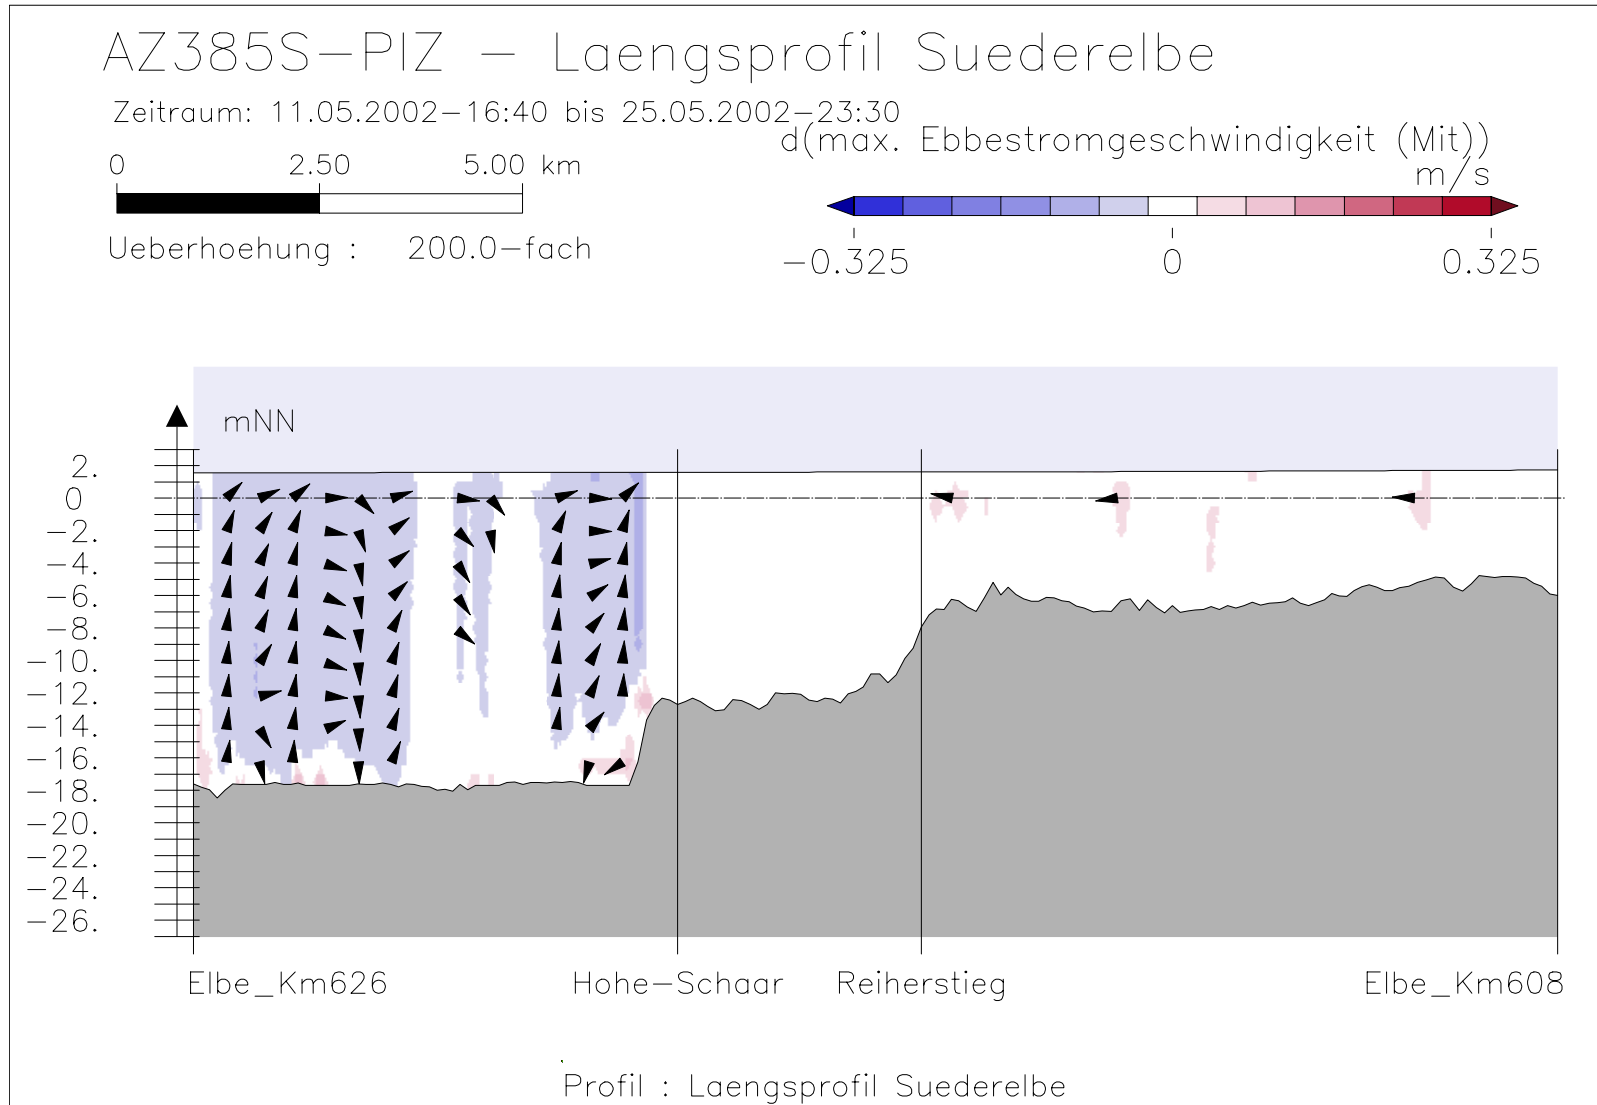 AZ385S-PIZ - Laengsprofil Suederelbe
Zeitraum: 11.05.2002-16:40 bis 25.05.2002-23:30
d(max. Ebbestromgeschwindigkeit (Mit))
m/s
0 2.50 5.00 km
Ueberhoehung : 200.0-fach
-0.325 0 0.325
mNN
2.
0
-2.
-4.
-6.
-8.
-10.
-12.
-14.
-16.
-18.
-20.
-22.
-24.
-26.
Elbe_Km626 Hohe-Schaar Reiherstieg Elbe_Km608
Profil : Laengsprofil Suederelbe